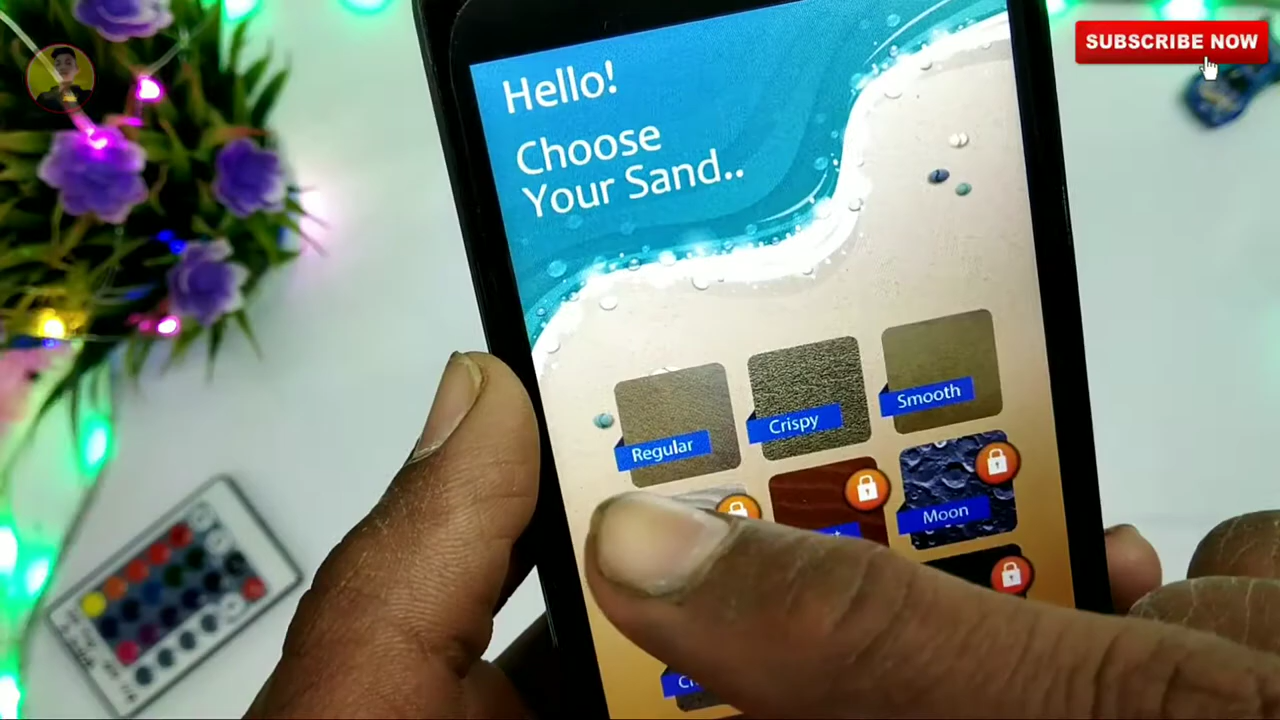 SUBSCRIBE NOW
Hello!
Choose
Your Sand..
Smooth
Crispy
Regular
Moon